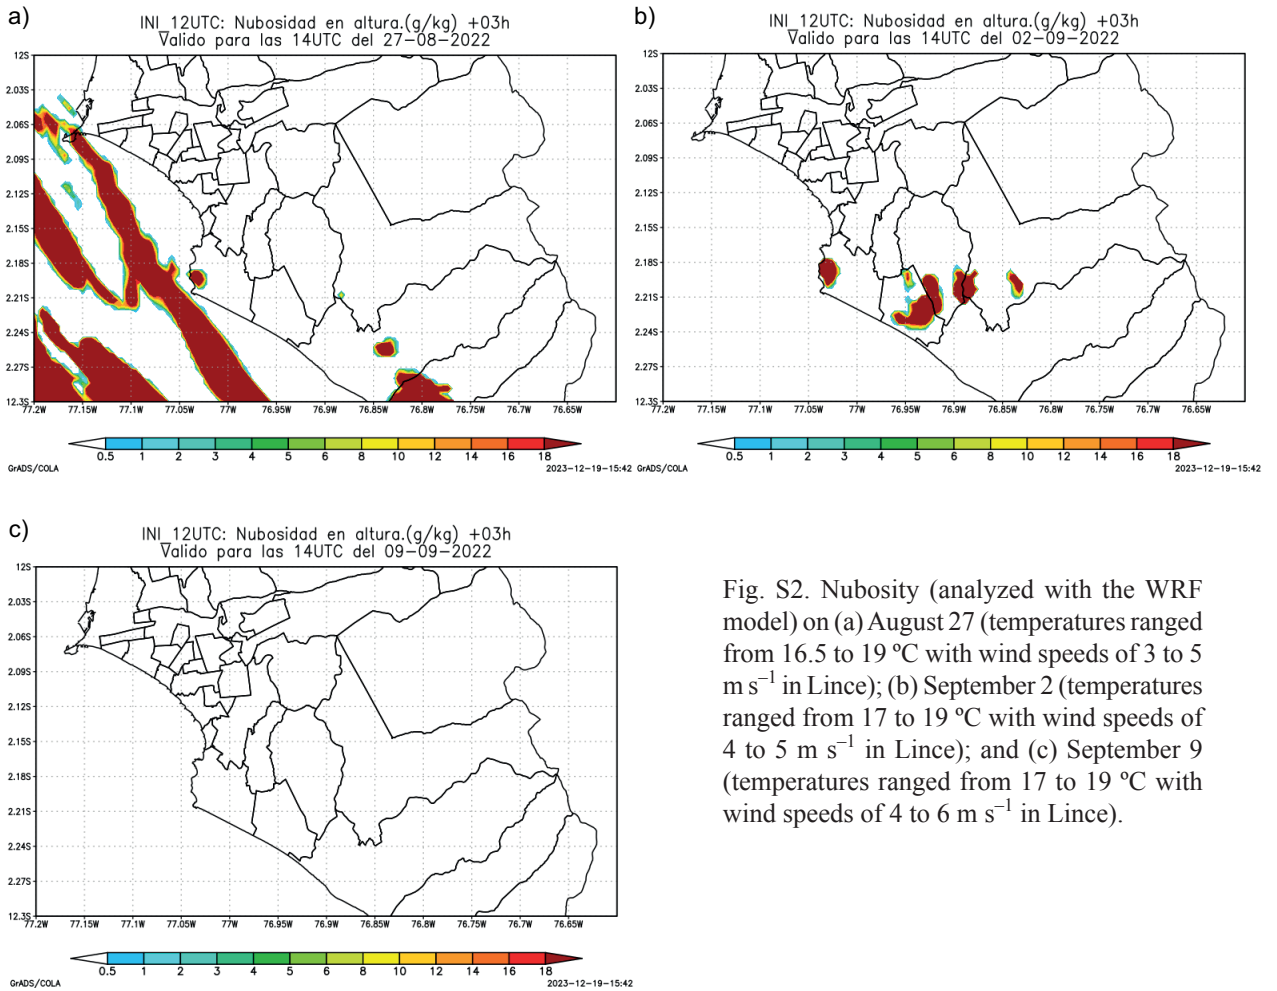 a)
INI_12UTC: Nubosidad en altura.(g/kg) +03h
Valido para las 14UTC del 27-08-2022
12S
2.03S
2.06S
2.09S
2.12S
2.15S
2.18S
2.21S
2.24S
2.27S
12.3S
77.2W 77.15W 77.1W 77.05W 77W 76.95W 76.9W 76.85W 76.8W 76.75W 76.7W 76.65W
0.5 1 2 3 4 5 6 8 10 12 14 16 18
GrADS/COLA 2023-12-19-15:42
b)
INI_12UTC: Nubosidad en altura.(g/kg) +03h
Valido para las 14UTC del 02-09-2022
12S
2.03S
2.06S
2.09S
2.12S
2.15S
2.18S
2.21S
2.24S
2.27S
12.3S
77.2W 77.15W 77.1W 77.05W 77W 76.95W 76.9W 76.85W 76.8W 76.75W 76.7W 76.65W
0.5 1 2 3 4 5 6 8 10 12 14 16 18
GrADS/COLA 2023-12-19-15:42
c)
INI_12UTC: Nubosidad en altura.(g/kg) +03h
Valido para las 14UTC del 09-09-2022
12S
2.03S
2.06S
2.09S
2.12S
2.15S
2.18S
2.21S
2.24S
2.27S
12.3S
77.2W 77.15W 77.1W 77.05W 77W 76.95W 76.9W 76.85W 76.8W 76.75W 76.7W 76.65W
0.5 1 2 3 4 5 6 8 10 12 14 16 18
GrADS/COLA 2023-12-19-15:42
Fig. S2. Nubosity (analyzed with the WRF
model) on (a) August 27 (temperatures ranged
from 16.5 to 19 ºC with wind speeds of 3 to 5
m s⁻¹ in Lince); (b) September 2 (temperatures
ranged from 17 to 19 ºC with wind speeds of
4 to 5 m s⁻¹ in Lince); and (c) September 9
(temperatures ranged from 17 to 19 ºC with
wind speeds of 4 to 6 m s⁻¹ in Lince).